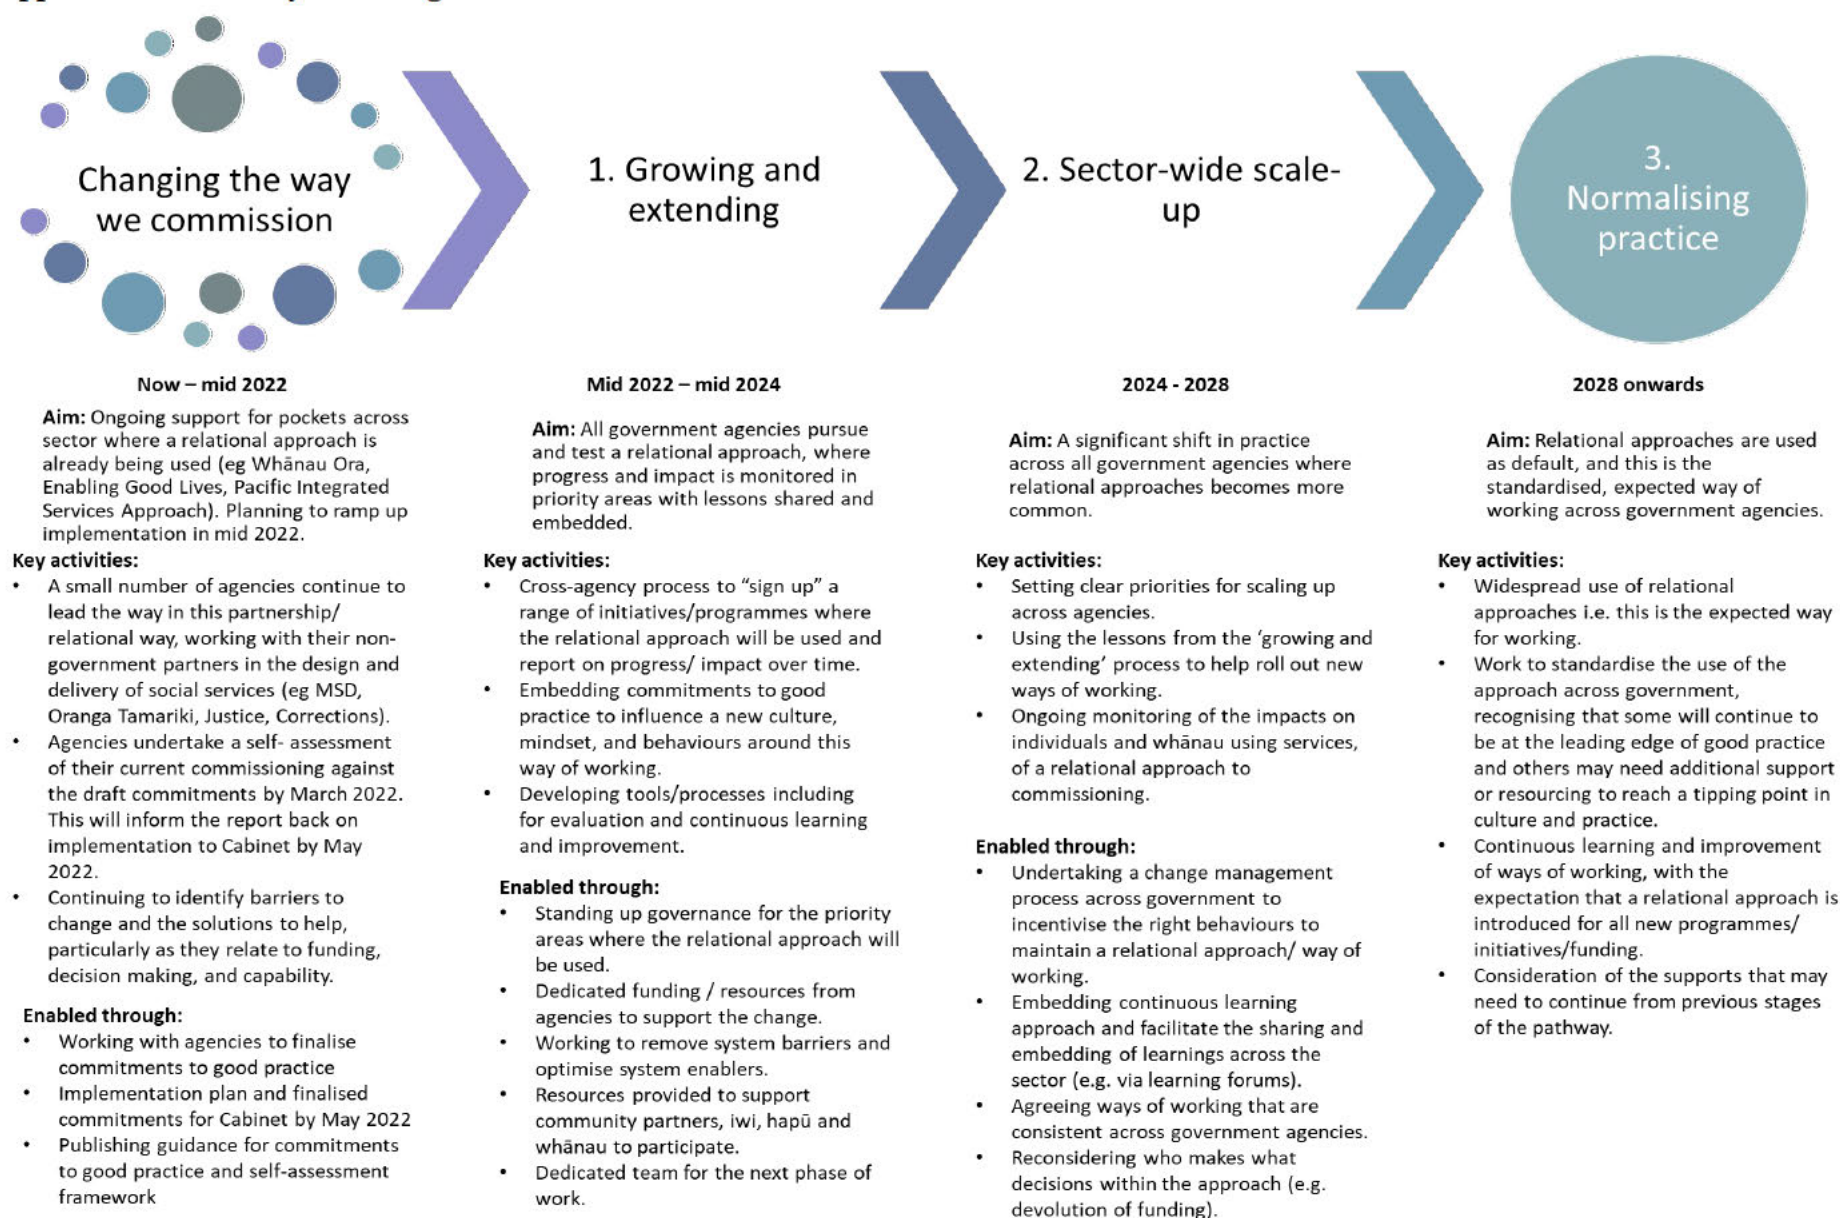 Changing the way
we commission
1. Growing and
extending
2. Sector-wide scale-
up
3.
Normalising
practice
Now – mid 2022
Aim: Ongoing support for pockets across
sector where a relational approach is
already being used (eg Whānau Ora,
Enabling Good Lives, Pacific Integrated
Services Approach). Planning to ramp up
implementation in mid 2022.
Key activities:
• A small number of agencies continue to
lead the way in this partnership/
relational way, working with their non-
government partners in the design and
delivery of social services (eg MSD,
Oranga Tamariki, Justice, Corrections).
• Agencies undertake a self- assessment
of their current commissioning against
the draft commitments by March 2022.
This will inform the report back on
implementation to Cabinet by May
2022.
• Continuing to identify barriers to
change and the solutions to help,
particularly as they relate to funding,
decision making, and capability.
Enabled through:
• Working with agencies to finalise
commitments to good practice
• Implementation plan and finalised
commitments for Cabinet by May 2022
• Publishing guidance for commitments
to good practice and self-assessment
framework
Mid 2022 – mid 2024
Aim: All government agencies pursue
and test a relational approach, where
progress and impact is monitored in
priority areas with lessons shared and
embedded.
Key activities:
• Cross-agency process to “sign up” a
range of initiatives/programmes where
the relational approach will be used and
report on progress/ impact over time.
• Embedding commitments to good
practice to influence a new culture,
mindset, and behaviours around this
way of working.
• Developing tools/processes including
for evaluation and continuous learning
and improvement.
Enabled through:
• Standing up governance for the priority
areas where the relational approach will
be used.
• Dedicated funding / resources from
agencies to support the change.
• Working to remove system barriers and
optimise system enablers.
• Resources provided to support
community partners, iwi, hapū and
whānau to participate.
• Dedicated team for the next phase of
work.
2024 - 2028
Aim: A significant shift in practice
across all government agencies where
relational approaches becomes more
common.
Key activities:
• Setting clear priorities for scaling up
across agencies.
• Using the lessons from the ‘growing and
extending’ process to help roll out new
ways of working.
• Ongoing monitoring of the impacts on
individuals and whānau using services,
of a relational approach to
commissioning.
Enabled through:
• Undertaking a change management
process across government to
incentivise the right behaviours to
maintain a relational approach/ way of
working.
• Embedding continuous learning
approach and facilitate the sharing and
embedding of learnings across the
sector (e.g. via learning forums).
• Agreeing ways of working that are
consistent across government agencies.
• Reconsidering who makes what
decisions within the approach (e.g.
devolution of funding).
2028 onwards
Aim: Relational approaches are used
as default, and this is the
standardised, expected way of
working across government agencies.
Key activities:
• Widespread use of relational
approaches i.e. this is the expected way
for working.
• Work to standardise the use of the
approach across government,
recognising that some will continue to
be at the leading edge of good practice
and others may need additional support
or resourcing to reach a tipping point in
culture and practice.
• Continuous learning and improvement
of ways of working, with the
expectation that a relational approach is
introduced for all new programmes/
initiatives/funding.
• Consideration of the supports that may
need to continue from previous stages
of the pathway.